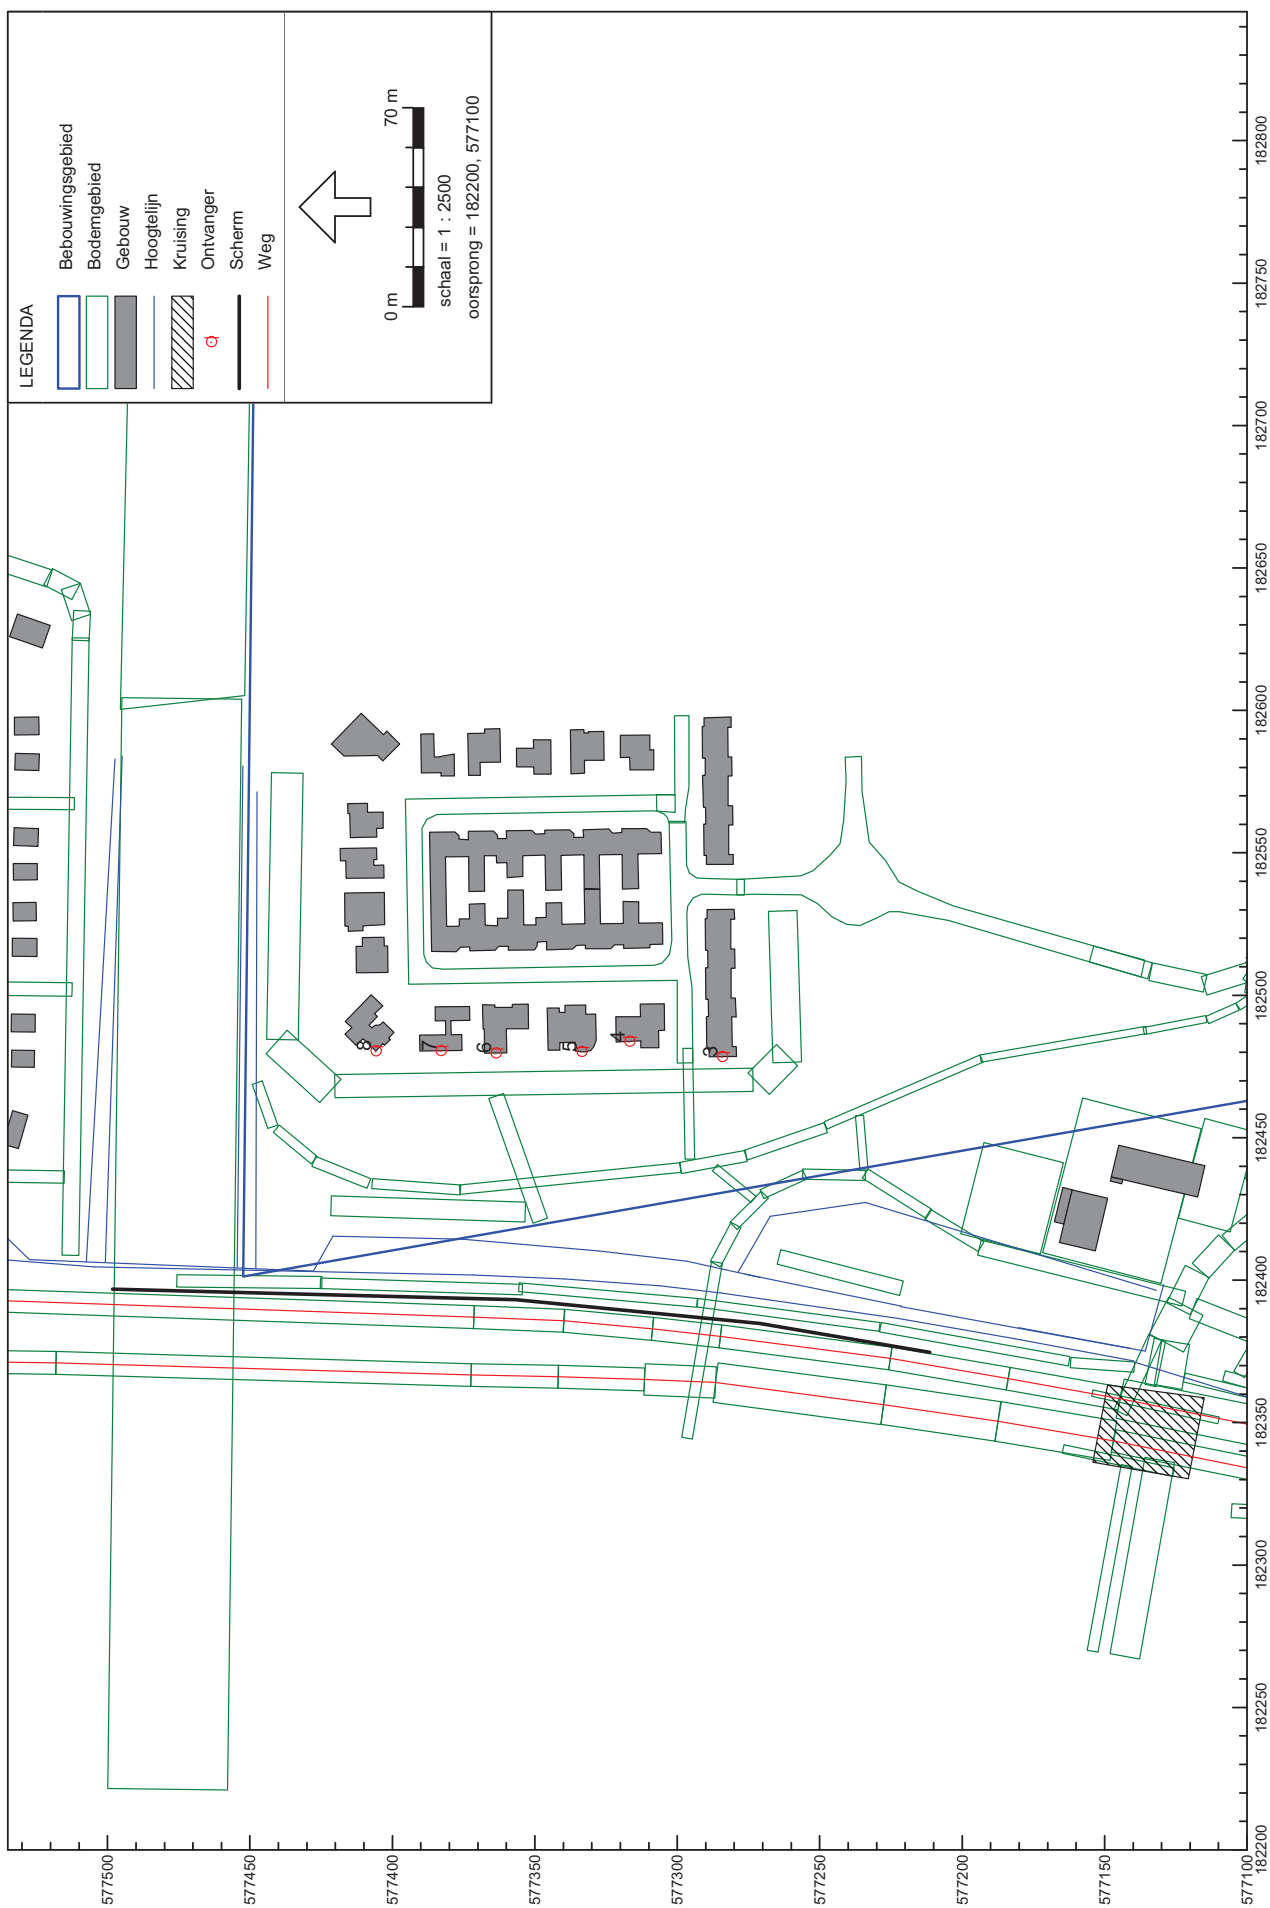 LEGENDA
Bebouwingsgebied
Bodemgebied
Gebouw
Hoogtelijn
Kruising
Ontvanger
Scherm
Weg
0 m
70 m
schaal = 1 : 2500
oorsprong = 182200, 577100
8
7
6
5
4
3
577500
577450
577400
577350
577300
577250
577200
577150
577100
182200
182250
182300
182350
182400
182450
182500
182550
182600
182650
182700
182750
182800